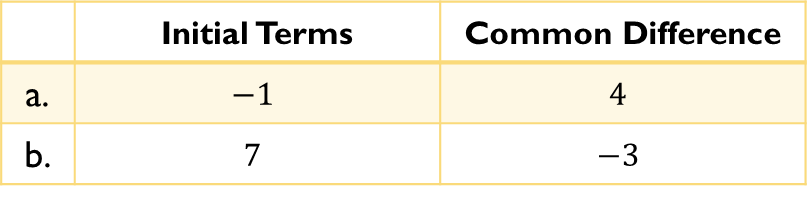 Initial Terms Common Difference
a. −1 4
b. 7 −3